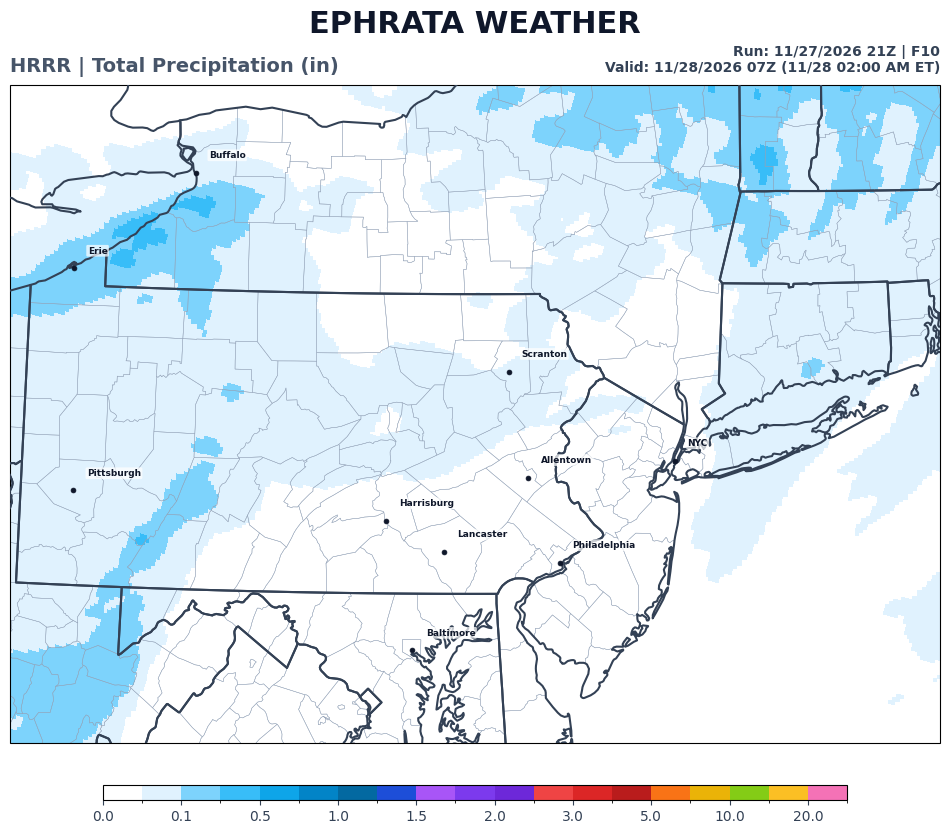 EPHRATA WEATHER
HRRR | Total Precipitation (in)
Run: 11/27/2026 21Z | F10
Valid: 11/28/2026 07Z (11/28 02:00 AM ET)
Buffalo
Erie
Scranton
NYC
Allentown
Pittsburgh
Harrisburg
Lancaster
Philadelphia
Baltimore
0.0 0.1 0.5 1.0 1.5 2.0 3.0 5.0 10.0 20.0